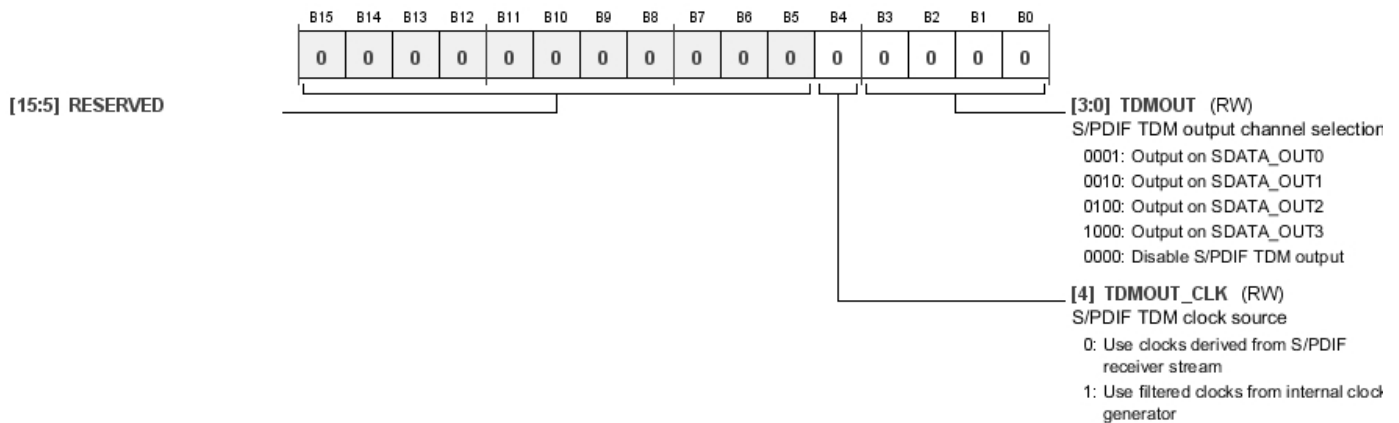 B15 B14 B13 B12 B11 B10 B9 B8 B7 B6 B5 B4 B3 B2 B1 B0
0 0 0 0 0 0 0 0 0 0 0 0 0 0 0 0
[15:5] RESERVED
[3:0] TDMOUT (RW)
S/PDIF TDM output channel selection
0001: Output on SDATA_OUT0
0010: Output on SDATA_OUT1
0100: Output on SDATA_OUT2
1000: Output on SDATA_OUT3
0000: Disable S/PDIF TDM output
[4] TDMOUT_CLK (RW)
S/PDIF TDM clock source
0: Use clocks derived from S/PDIF
receiver stream
1: Use filtered clocks from internal clock
generator